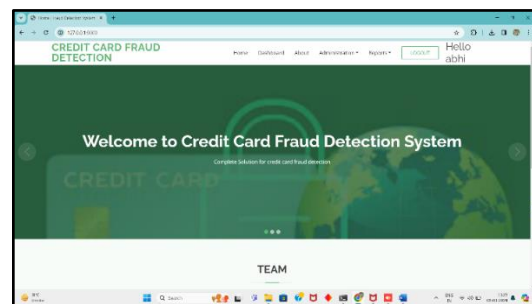 CREDIT CARD FRAUD
DETECTION
Home Dashboard About Administration Reports LOGOUT Hello
abhi
Welcome to Credit Card Fraud Detection System
Complete Solution for credit card fraud detection
CREDIT CARD
TEAM
Search